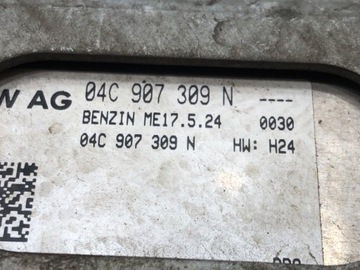 W AG 04C 907 309 N ----
BENZIN ME17.5.24 0030
04C 907 309 N HW: H24